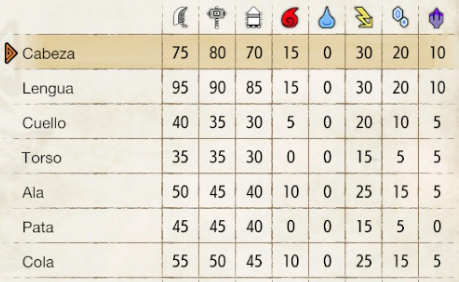 Cabeza 75 80 70 15 0 30 20 10
Lengua 95 90 85 15 0 30 20 10
Cuello 40 35 30 5 0 20 10 5
Torso 35 35 30 0 0 15 5 5
Ala 50 45 40 10 0 25 15 5
Pata 45 45 40 0 0 15 5 0
Cola 55 50 45 10 0 25 15 5